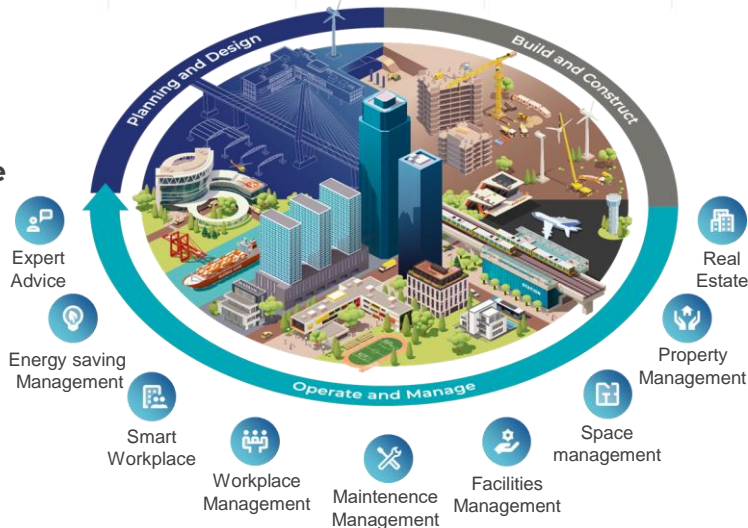 Planning and Design
Build and Construct
e
Expert
Advice
Real
Estate
STATION
Energy saving
Management
Property
Management
Operate and Manage
Smart
Workplace
Space
management
Workplace
Management
Maintenence
Management
Facilities
Management